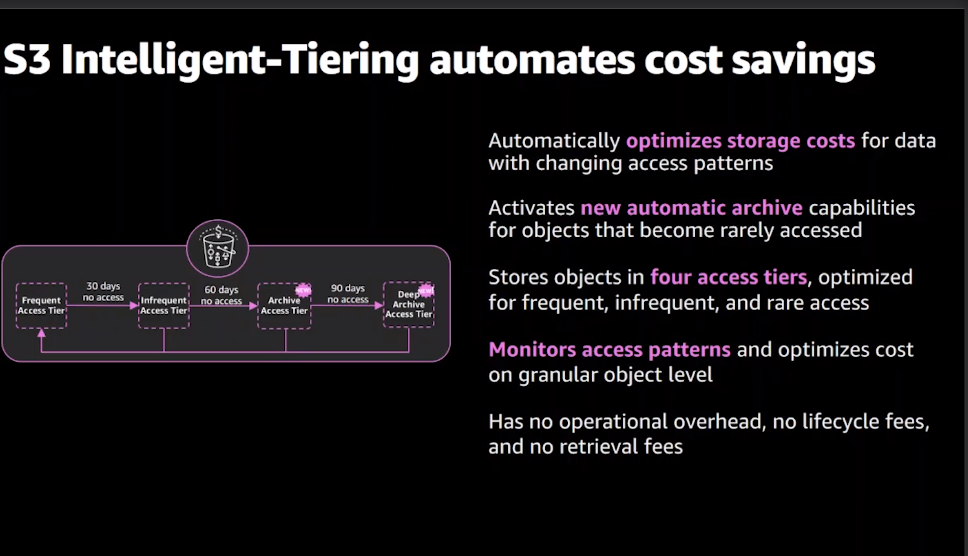 S3 Intelligent-Tiering automates cost savings
Automatically optimizes storage costs for data
with changing access patterns
Activates new automatic archive capabilities
for objects that become rarely accessed
Stores objects in four access tiers, optimized
for frequent, infrequent, and rare access
Monitors access patterns and optimizes cost
on granular object level
Has no operational overhead, no lifecycle fees,
and no retrieval fees
Frequent
Access Tier
30 days
no access
Infrequent
Access Tier
60 days
no access
NEW!
Archive
Access Tier
90 days
no access
NEW!
Deep
Archive
Access Tier